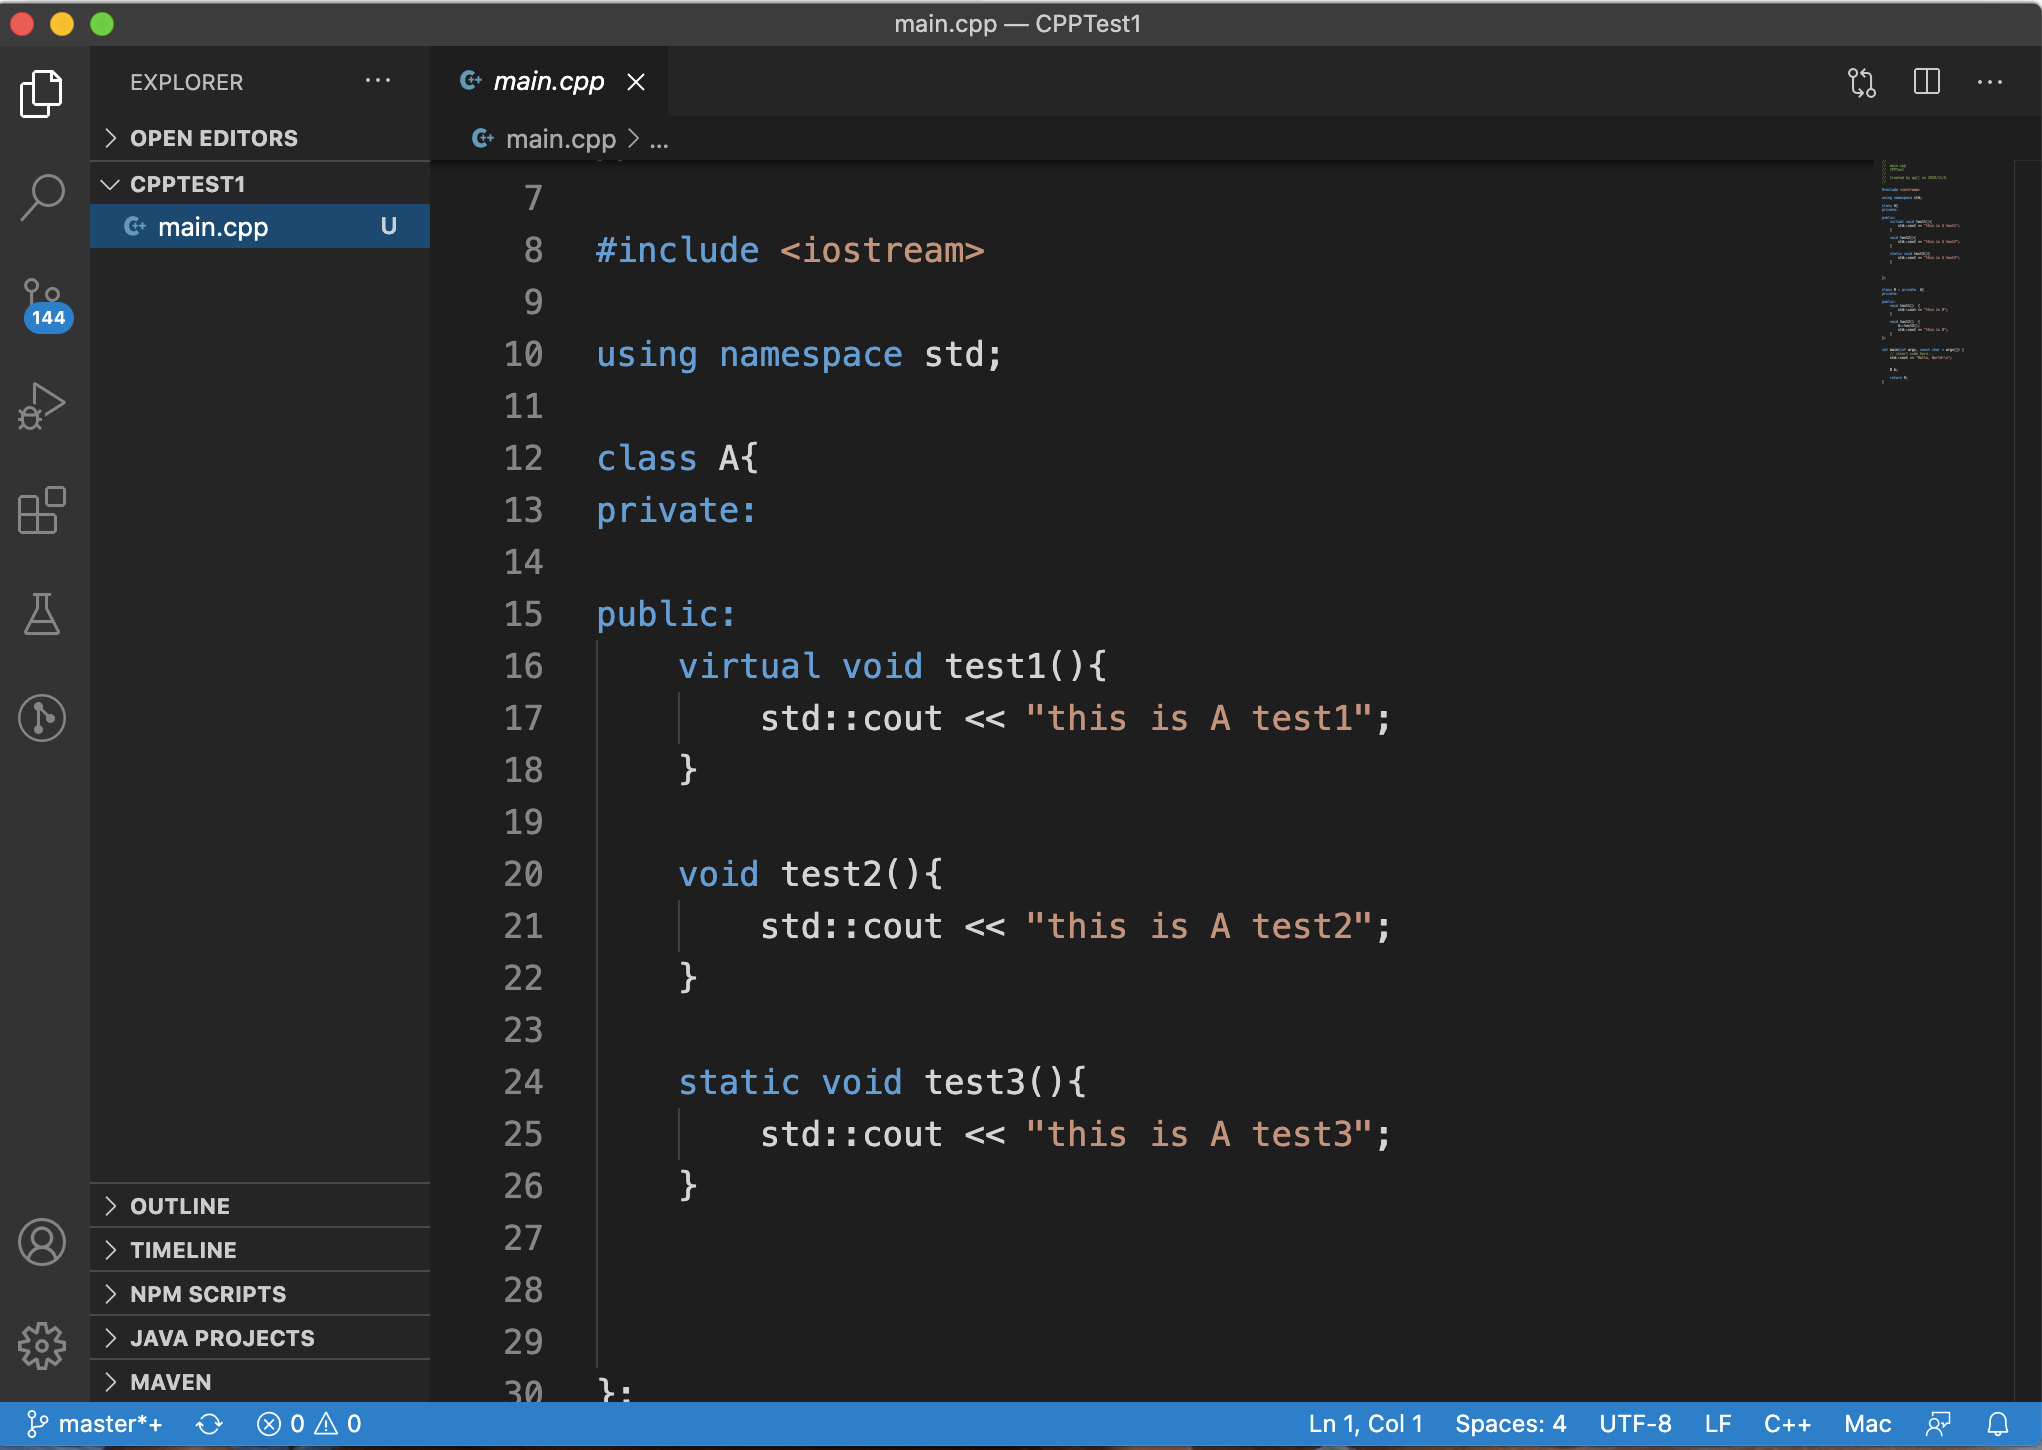 main.cpp — CPPTest1
EXPLORER
main.cpp
OPEN EDITORS
main.cpp > ...
CPPTEST1
main.cpp U
144
7
8 #include <iostream>
9
10 using namespace std;
11
12 class A{
13 private:
14
15 public:
16 virtual void test1(){
17 std::cout << "this is A test1";
18 }
19
20 void test2(){
21 std::cout << "this is A test2";
22 }
23
24 static void test3(){
25 std::cout << "this is A test3";
26 }
27
28
29
30 };
OUTLINE
TIMELINE
NPM SCRIPTS
JAVA PROJECTS
MAVEN
master*+ 0 0 Ln 1, Col 1 Spaces: 4 UTF-8 LF C++ Mac